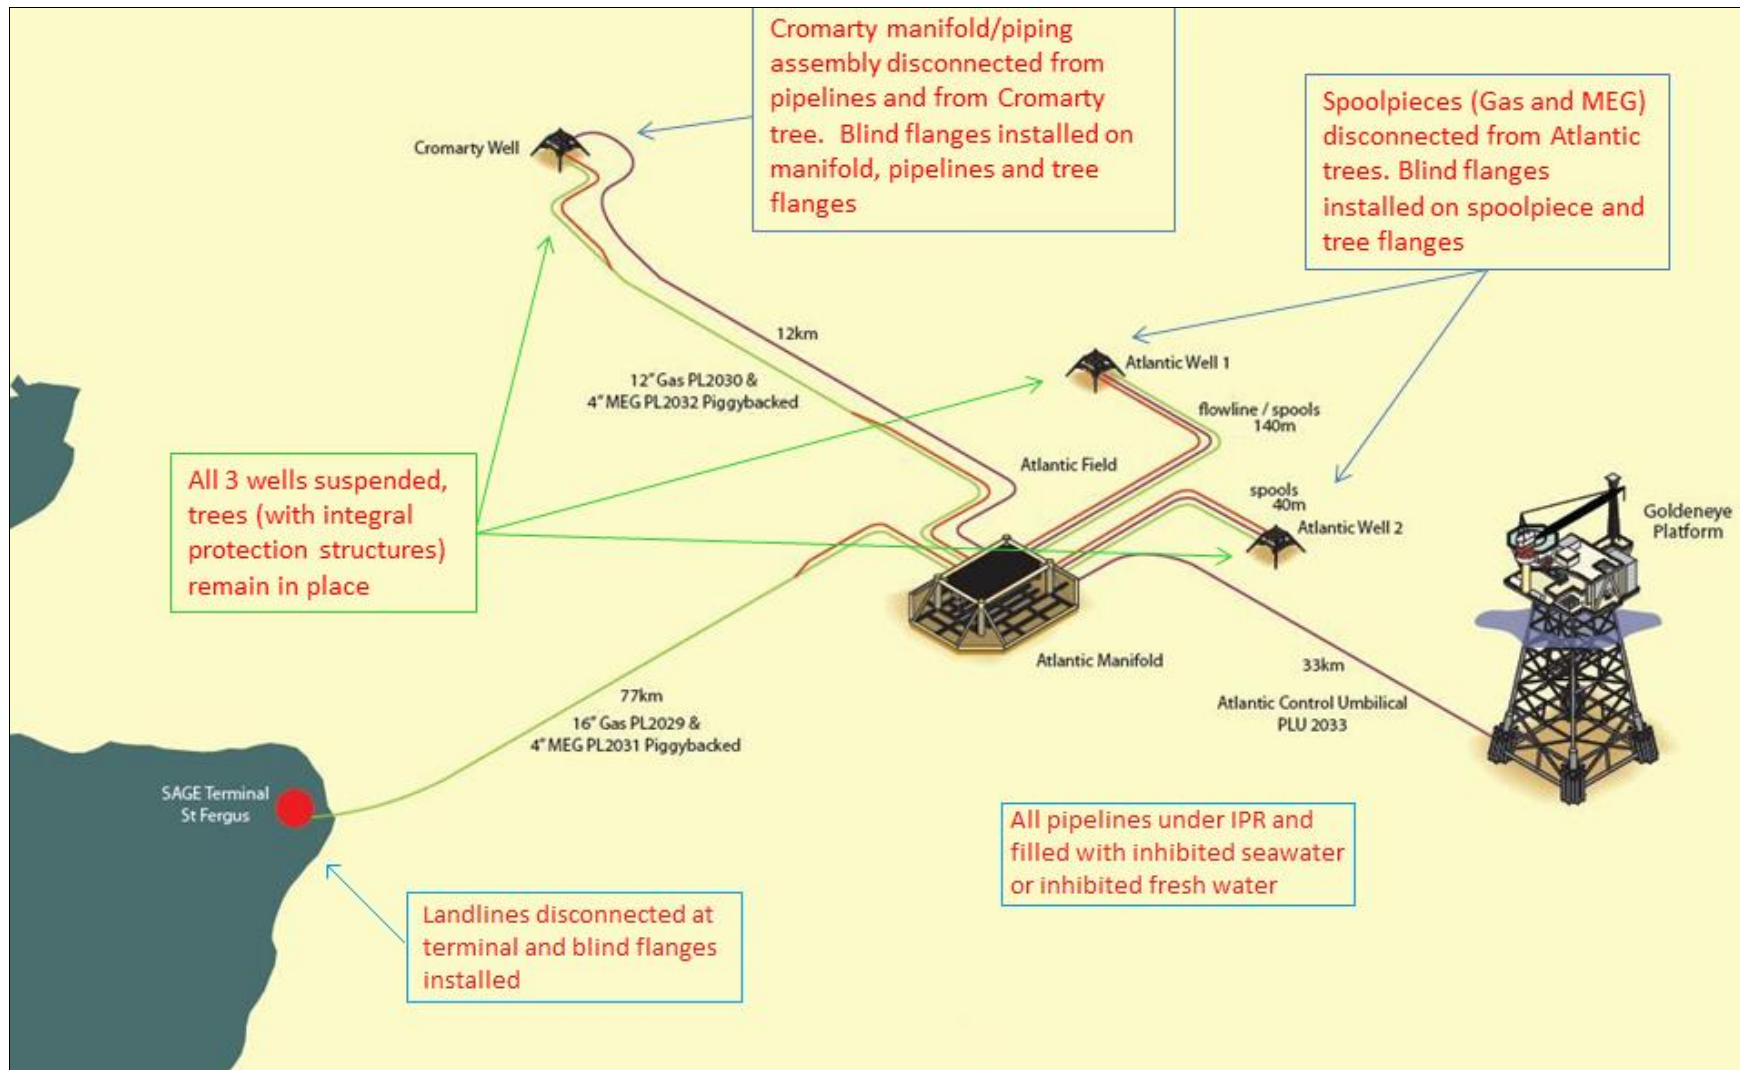 Cromarty manifold/piping
assembly disconnected from
pipelines and from Cromarty
tree. Blind flanges installed on
manifold, pipelines and tree
flanges
Spoolpieces (Gas and MEG)
disconnected from Atlantic
trees. Blind flanges
installed on spoolpiece and
tree flanges
Cromarty Well
12km
12" Gas PL2030 &
4" MEG PL2032 Piggybacked
Atlantic Well 1
flowline / spools
140m
Atlantic Field
All 3 wells suspended,
trees (with integral
protection structures)
remain in place
spools
40m
Atlantic Well 2
Goldeneye
Platform
Atlantic Manifold
33km
Atlantic Control Umbilical
PLU 2033
77km
16" Gas PL2029 &
4" MEG PL2031 Piggybacked
SAGE Terminal
St Fergus
All pipelines under IPR and
filled with inhibited seawater
or inhibited fresh water
Landlines disconnected at
terminal and blind flanges
installed